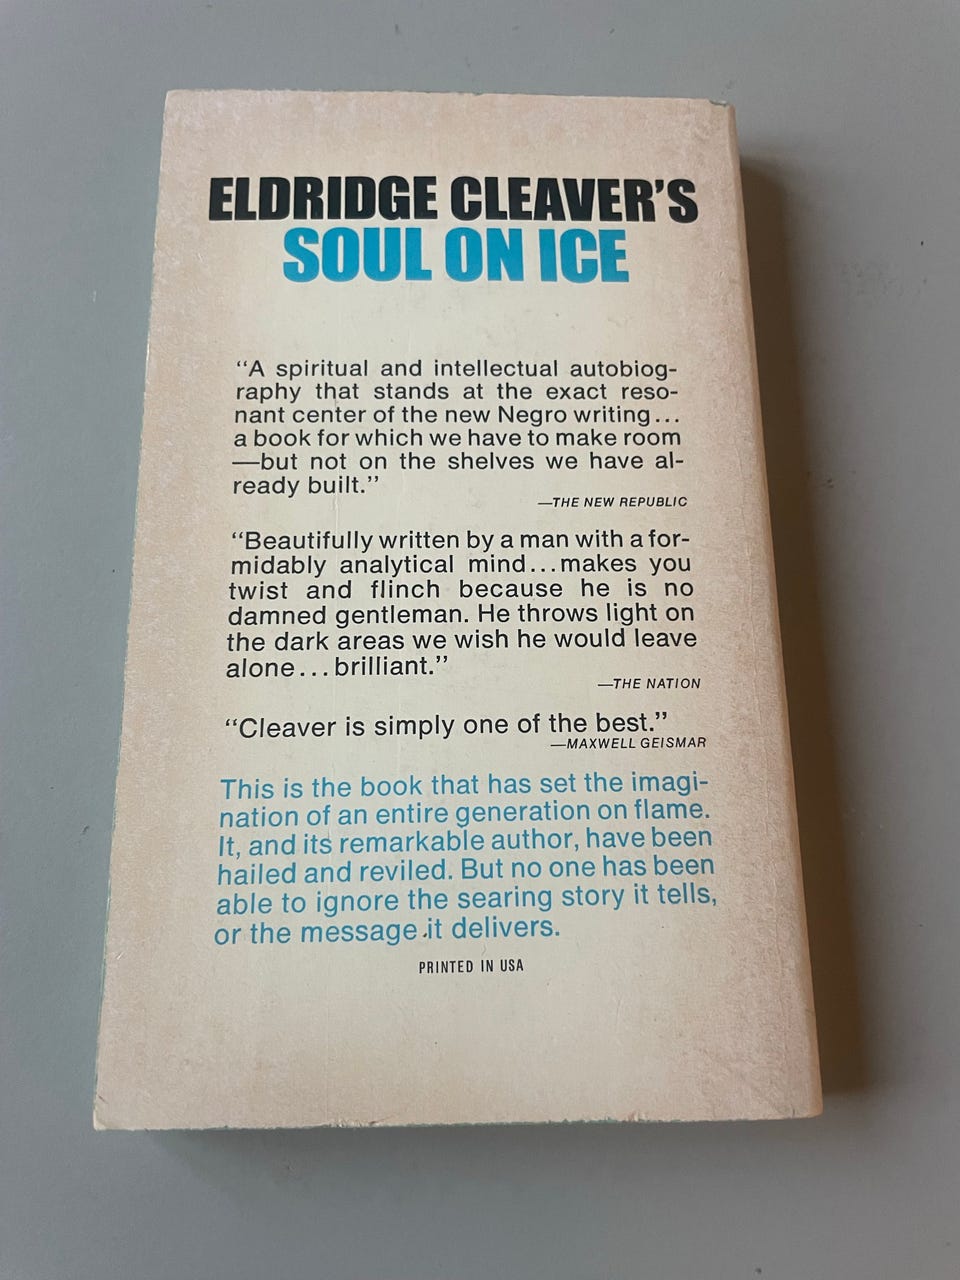 ELDRIDGE CLEAVER'S
SOUL ON ICE
“A spiritual and intellectual autobiog-
raphy that stands at the exact reso-
nant center of the new Negro writing...
a book for which we have to make room
—but not on the shelves we have al-
ready built.”
—THE NEW REPUBLIC
“Beautifully written by a man with a for-
midably analytical mind...makes you
twist and flinch because he is no
damned gentleman. He throws light on
the dark areas we wish he would leave
alone...brilliant.”
—THE NATION
“Cleaver is simply one of the best.”
—MAXWELL GEISMAR
This is the book that has set the imagi-
nation of an entire generation on flame.
It, and its remarkable author, have been
hailed and reviled. But no one has been
able to ignore the searing story it tells,
or the message it delivers.
PRINTED IN USA